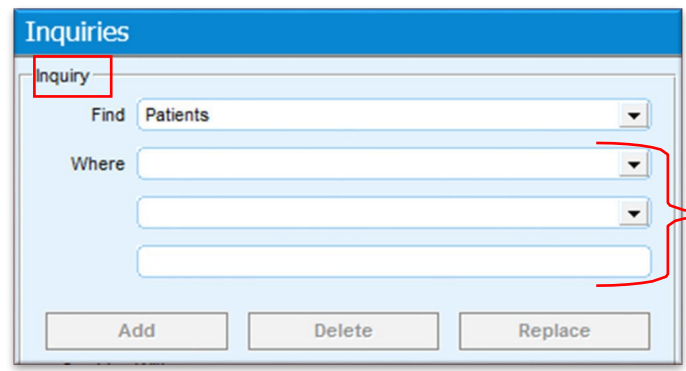 Inquiries
Inquiry
Find Patients
Where
Add Delete Replace